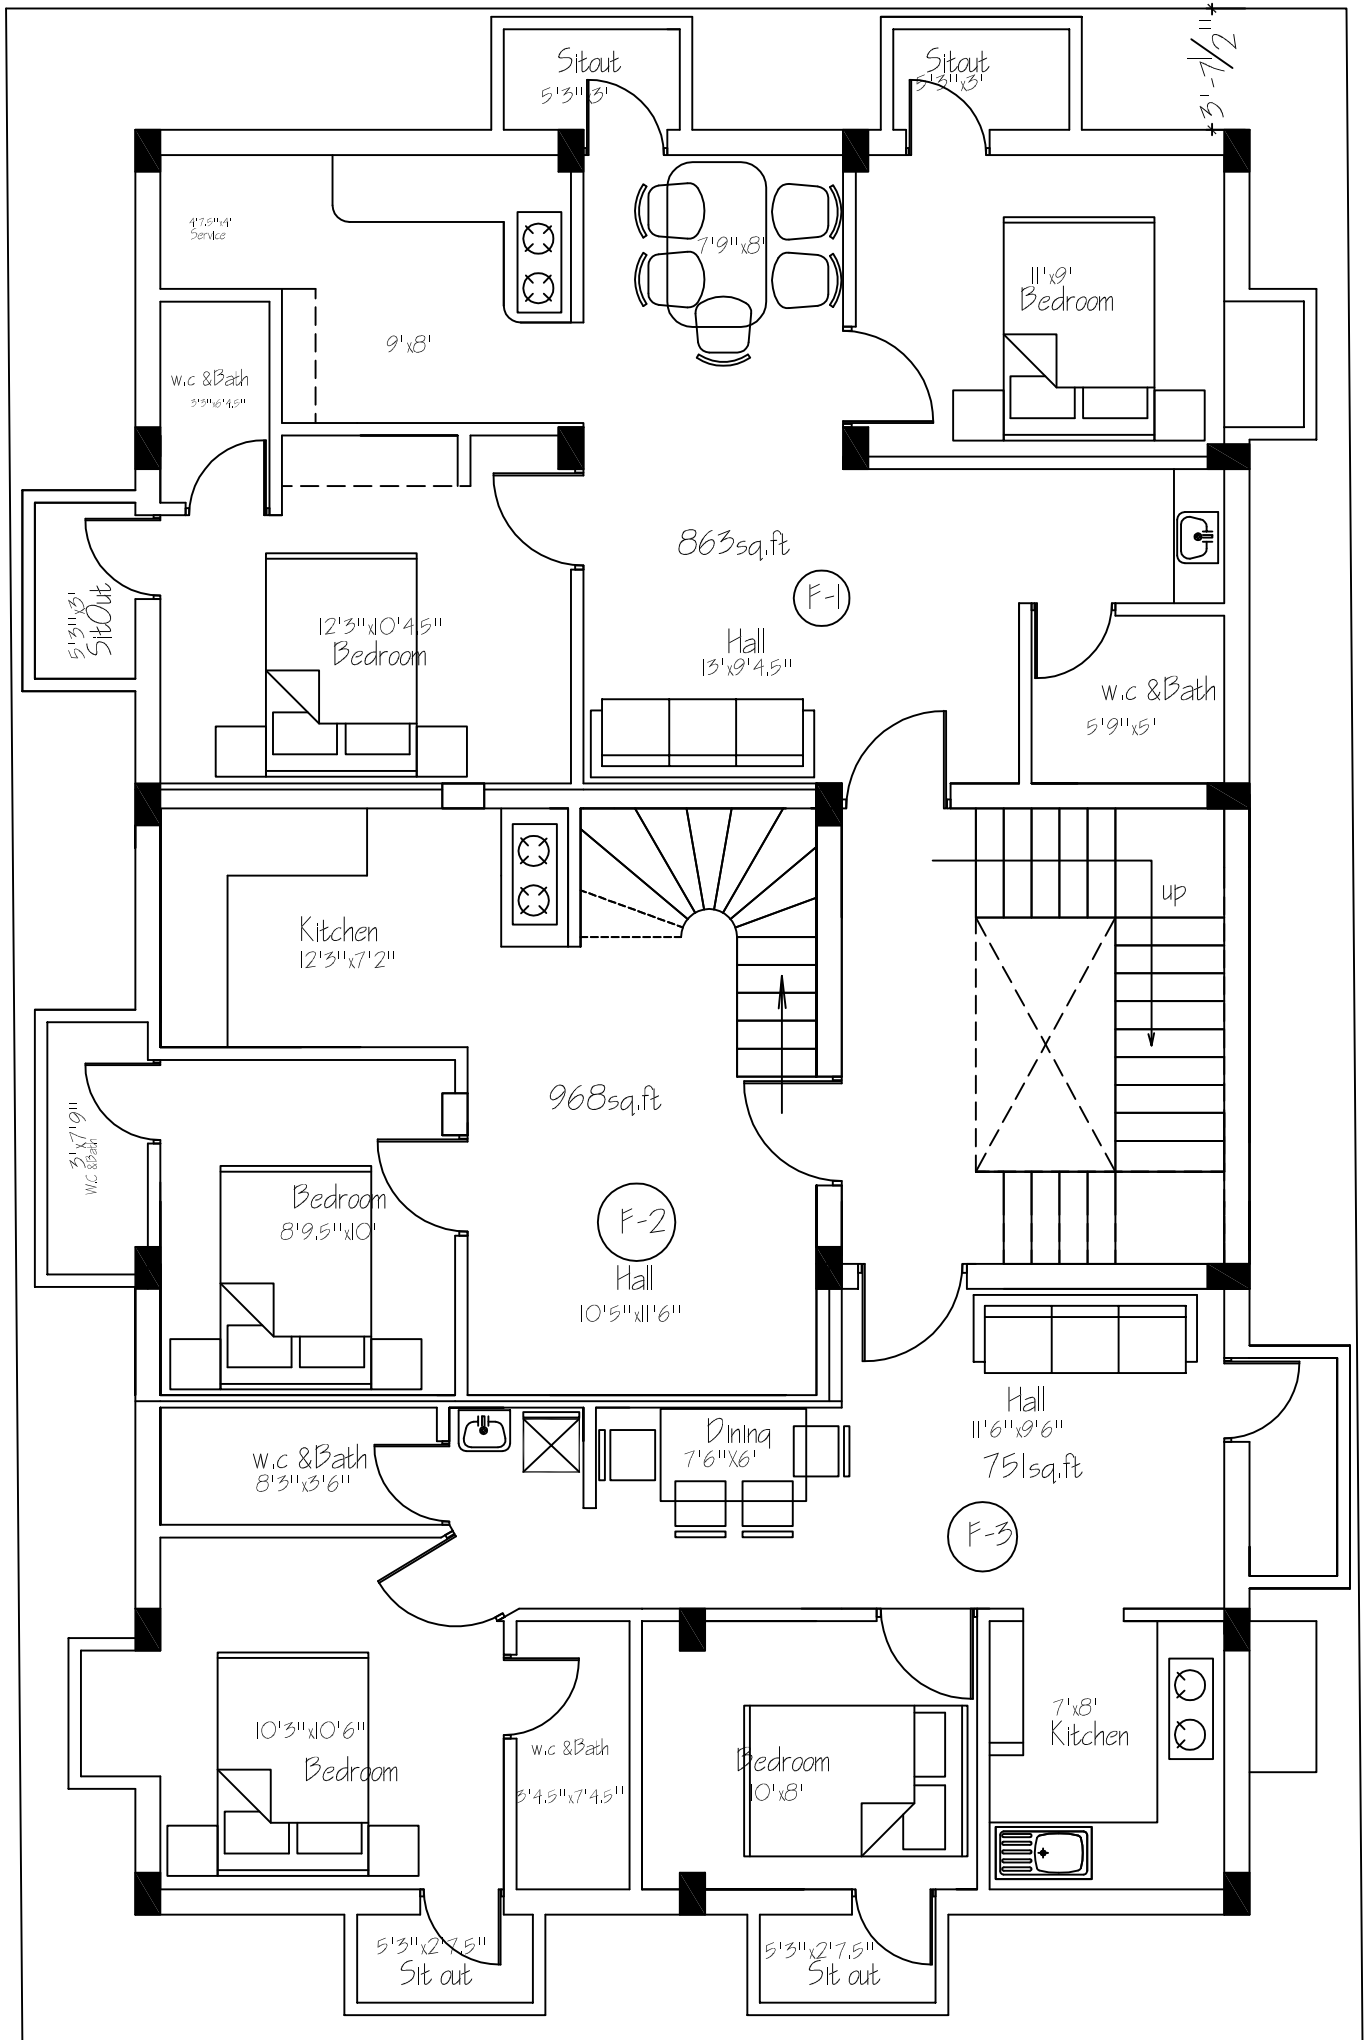 3'-7½"
Sitout
5'3"x3'
Sitout
5'3"x3'
4'7.5"x4'
Service
7'9"x8'
11'x9'
Bedroom
9'x8'
w.c &Bath
3'3"x6'4.5"
863sq.ft
F-1
5'3"x3'
SitOut
12'3"x10'4.5"
Bedroom
Hall
13'x9'4.5"
w.c &Bath
5'9"x5'
up
Kitchen
12'3"x7'2"
968sq.ft
3'x7'9"
w.c &Bath
Bedroom
8'9.5"x10'
F-2
Hall
10'5"x11'6"
Hall
11'6"x9'6"
751sq.ft
Dining
7'6"X6'
w.c &Bath
8'3"x3'6"
F-3
10'3"x10'6"
Bedroom
w.c &Bath
3'4.5"x7'4.5"
Bedroom
10'x8'
7'x8'
Kitchen
5'3"x2'7.5"
Sit out
5'3"x2'7.5"
Sit out